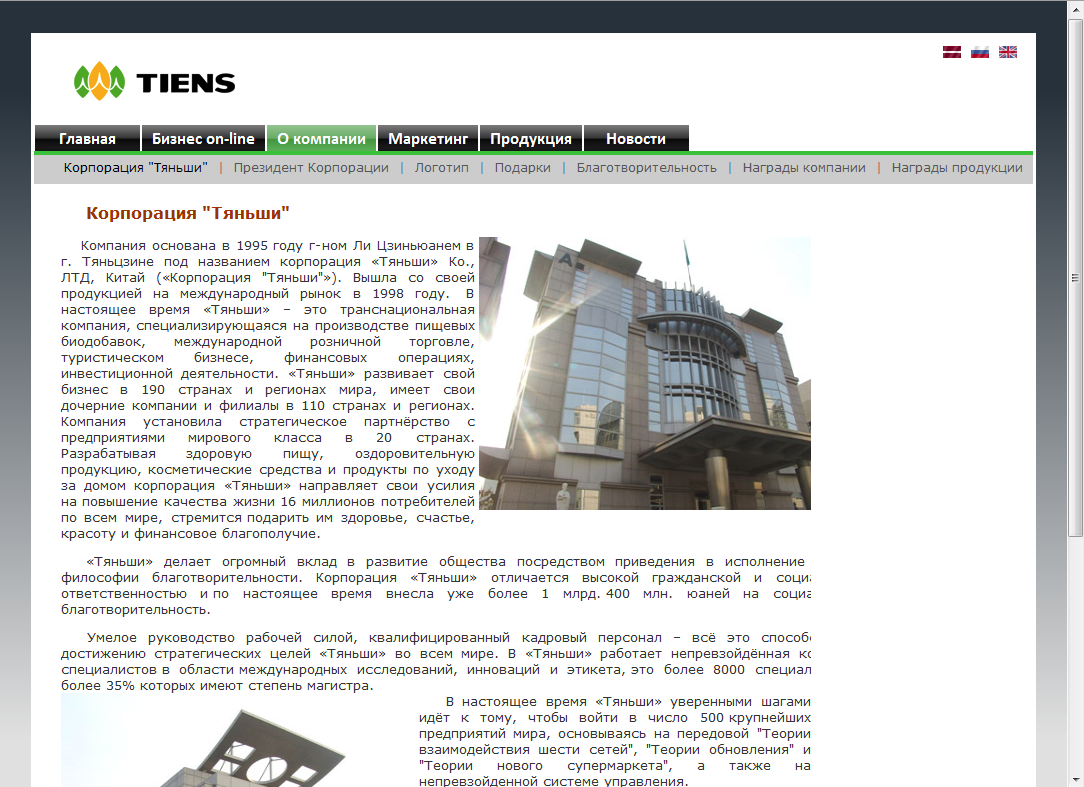 TIENS
Главная Бизнес on-line О компании Маркетинг Продукция Новости
Корпорация "Тяньши" | Президент Корпорации | Логотип | Подарки | Благотворительность | Награды компании | Награды продукции
Корпорация "Тяньши"
Компания основана в 1995 году г-ном Ли Цзиньюанем в
г. Тяньцзине под названием корпорация «Тяньши» Ко.,
ЛТД, Китай («Корпорация "Тяньши"»). Вышла со своей
продукцией на международный рынок в 1998 году. В
настоящее время «Тяньши» – это транснациональная
компания, специализирующаяся на производстве пищевых
биодобавок, международной розничной торговле,
туристическом бизнесе, финансовых операциях,
инвестиционной деятельности. «Тяньши» развивает свой
бизнес в 190 странах и регионах мира, имеет свои
дочерние компании и филиалы в 110 странах и регионах.
Компания установила стратегическое партнёрство с
предприятиями мирового класса в 20 странах.
Разрабатывая здоровую пищу, оздоровительную
продукцию, косметические средства и продукты по уходу
за домом корпорация «Тяньши» направляет свои усилия
на повышение качества жизни 16 миллионов потребителей
по всем мире, стремится подарить им здоровье, счастье,
красоту и финансовое благополучие.
A
«Тяньши» делает огромный вклад в развитие общества посредством приведения в исполнение
философии благотворительности. Корпорация «Тяньши» отличается высокой гражданской и социа
ответственностью и по настоящее время внесла уже более 1 млрд. 400 млн. юаней на социа
благотворительность.
Умелое руководство рабочей силой, квалифицированный кадровый персонал – всё это способс
достижению стратегических целей «Тяньши» во всем мире. В «Тяньши» работает непревзойдённая ко
специалистов в области международных исследований, инноваций и этикета, это более 8000 специал
более 35% которых имеют степень магистра.
В настоящее время «Тяньши» уверенными шагами
идёт к тому, чтобы войти в число 500 крупнейших
предприятий мира, основываясь на передовой "Теории
взаимодействия шести сетей", "Теории обновления" и
"Теории нового супермаркета", а также на
непревзойденной системе управления.